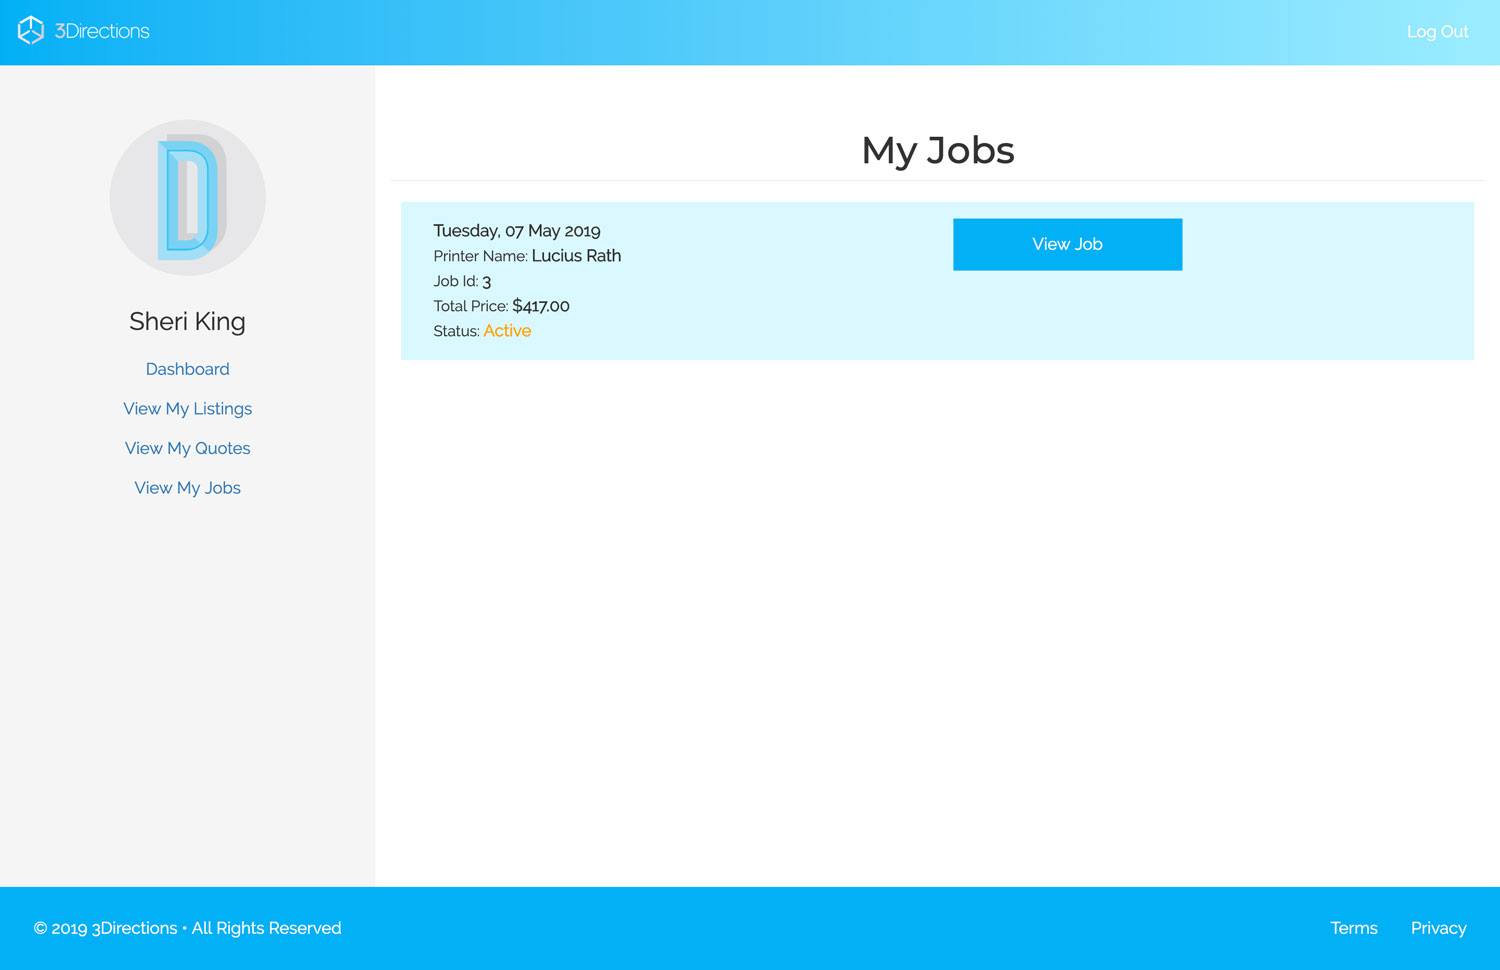 3Directions
Log Out
D
Sheri King
Dashboard
View My Listings
View My Quotes
View My Jobs
My Jobs
Tuesday, 07 May 2019
Printer Name: Lucius Rath
Job Id: 3
Total Price: $417.00
Status: Active
View Job
© 2019 3Directions • All Rights Reserved
Terms
Privacy